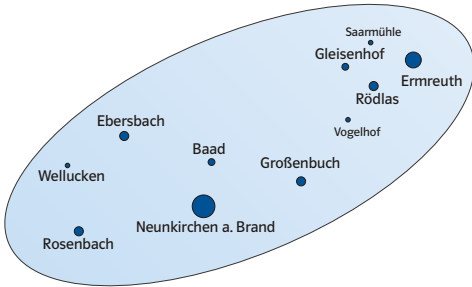 Saarmühle
Gleisenhof
Ermreuth
Rödlas
Ebersbach
Vogelhof
Baad
Großenbuch
Wellucken
Neunkirchen a. Brand
Rosenbach